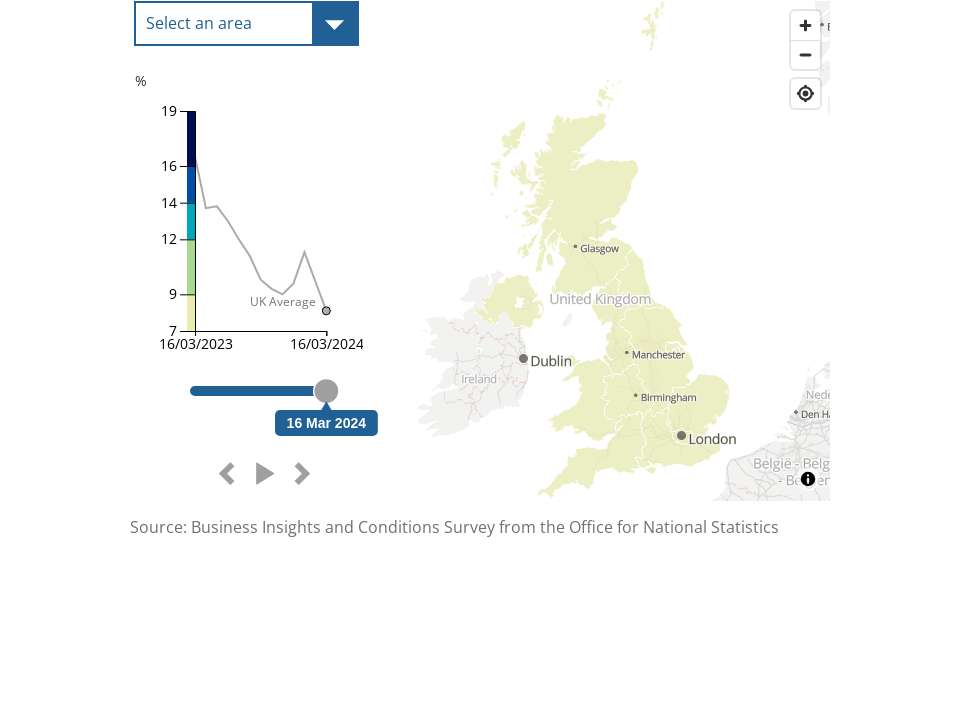 Select an area
%
19
16
14
12
9
7
UK Average
16/03/2023
16/03/2024
16 Mar 2024
Glasgow
United Kingdom
Manchester
Dublin
Ireland
Birmingham
London
Nede
Den Ha
België - Belg
Source: Business Insights and Conditions Survey from the Office for National Statistics